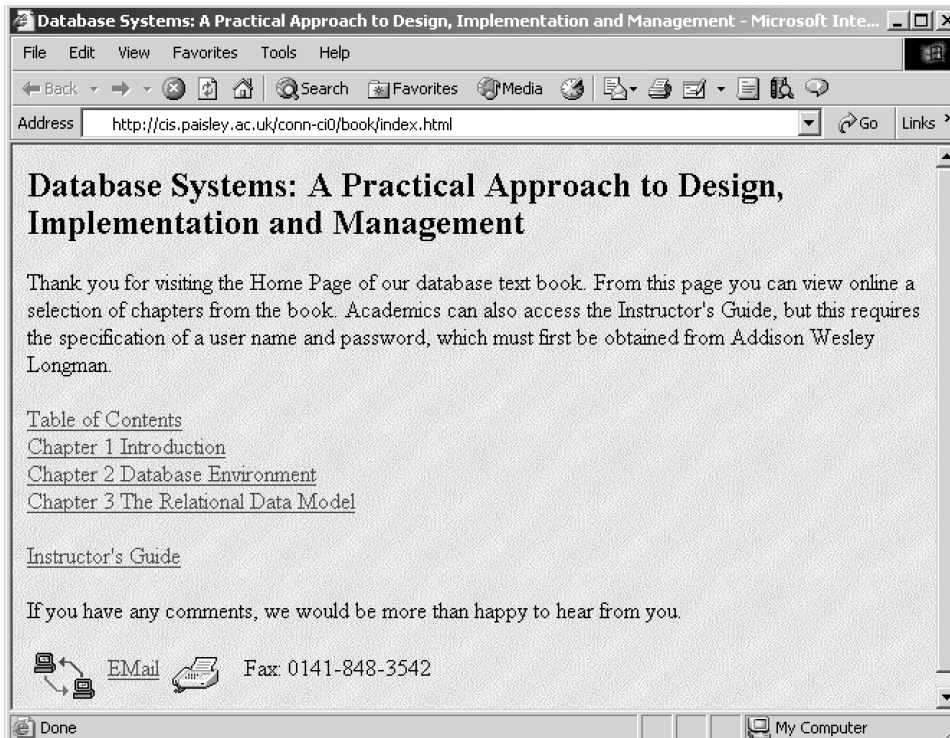 Database Systems: A Practical Approach to Design, Implementation and Management - Microsoft Inte...
File Edit View Favorites Tools Help
Back Search Favorites Media
Address http://cis.paisley.ac.uk/conn-ci0/book/index.html Go Links
Database Systems: A Practical Approach to Design,
Implementation and Management
Thank you for visiting the Home Page of our database text book. From this page you can view online a
selection of chapters from the book. Academics can also access the Instructor's Guide, but this requires
the specification of a user name and password, which must first be obtained from Addison Wesley
Longman.
Table of Contents
Chapter 1 Introduction
Chapter 2 Database Environment
Chapter 3 The Relational Data Model
Instructor's Guide
If you have any comments, we would be more than happy to hear from you.
EMail Fax: 0141-848-3542
Done My Computer